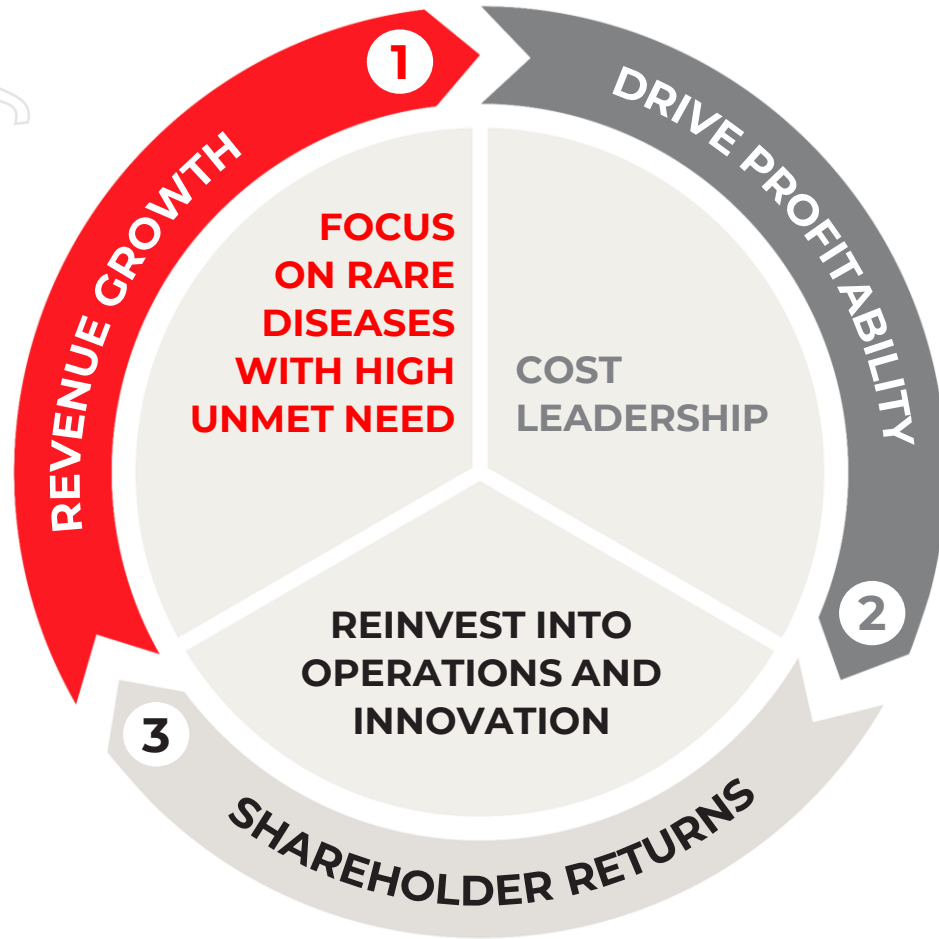 1
REVENUE GROWTH
FOCUS
ON RARE
DISEASES
WITH HIGH
UNMET NEED
DRIVE PROFITABILITY
2
COST
LEADERSHIP
REINVEST INTO
OPERATIONS AND
INNOVATION
3
SHAREHOLDER RETURNS